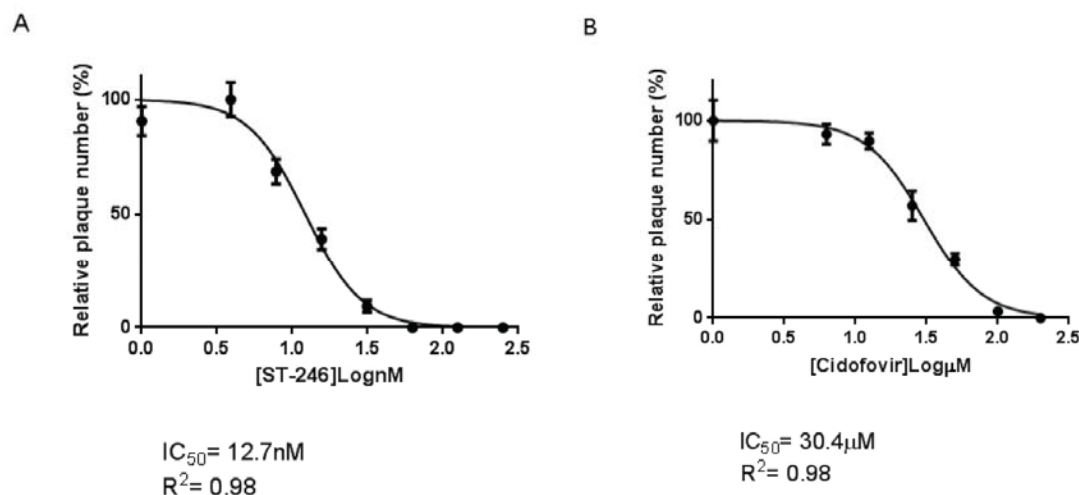 A
Relative plaque number (%)
100
50
0
0.0 0.5 1.0 1.5 2.0 2.5
[ST-246]LognM
IC50= 12.7nM
R2= 0.98
B
Relative plaque number (%)
100
50
0
0.0 0.5 1.0 1.5 2.0 2.5
[Cidofovir]LogμM
IC50= 30.4μM
R2= 0.98